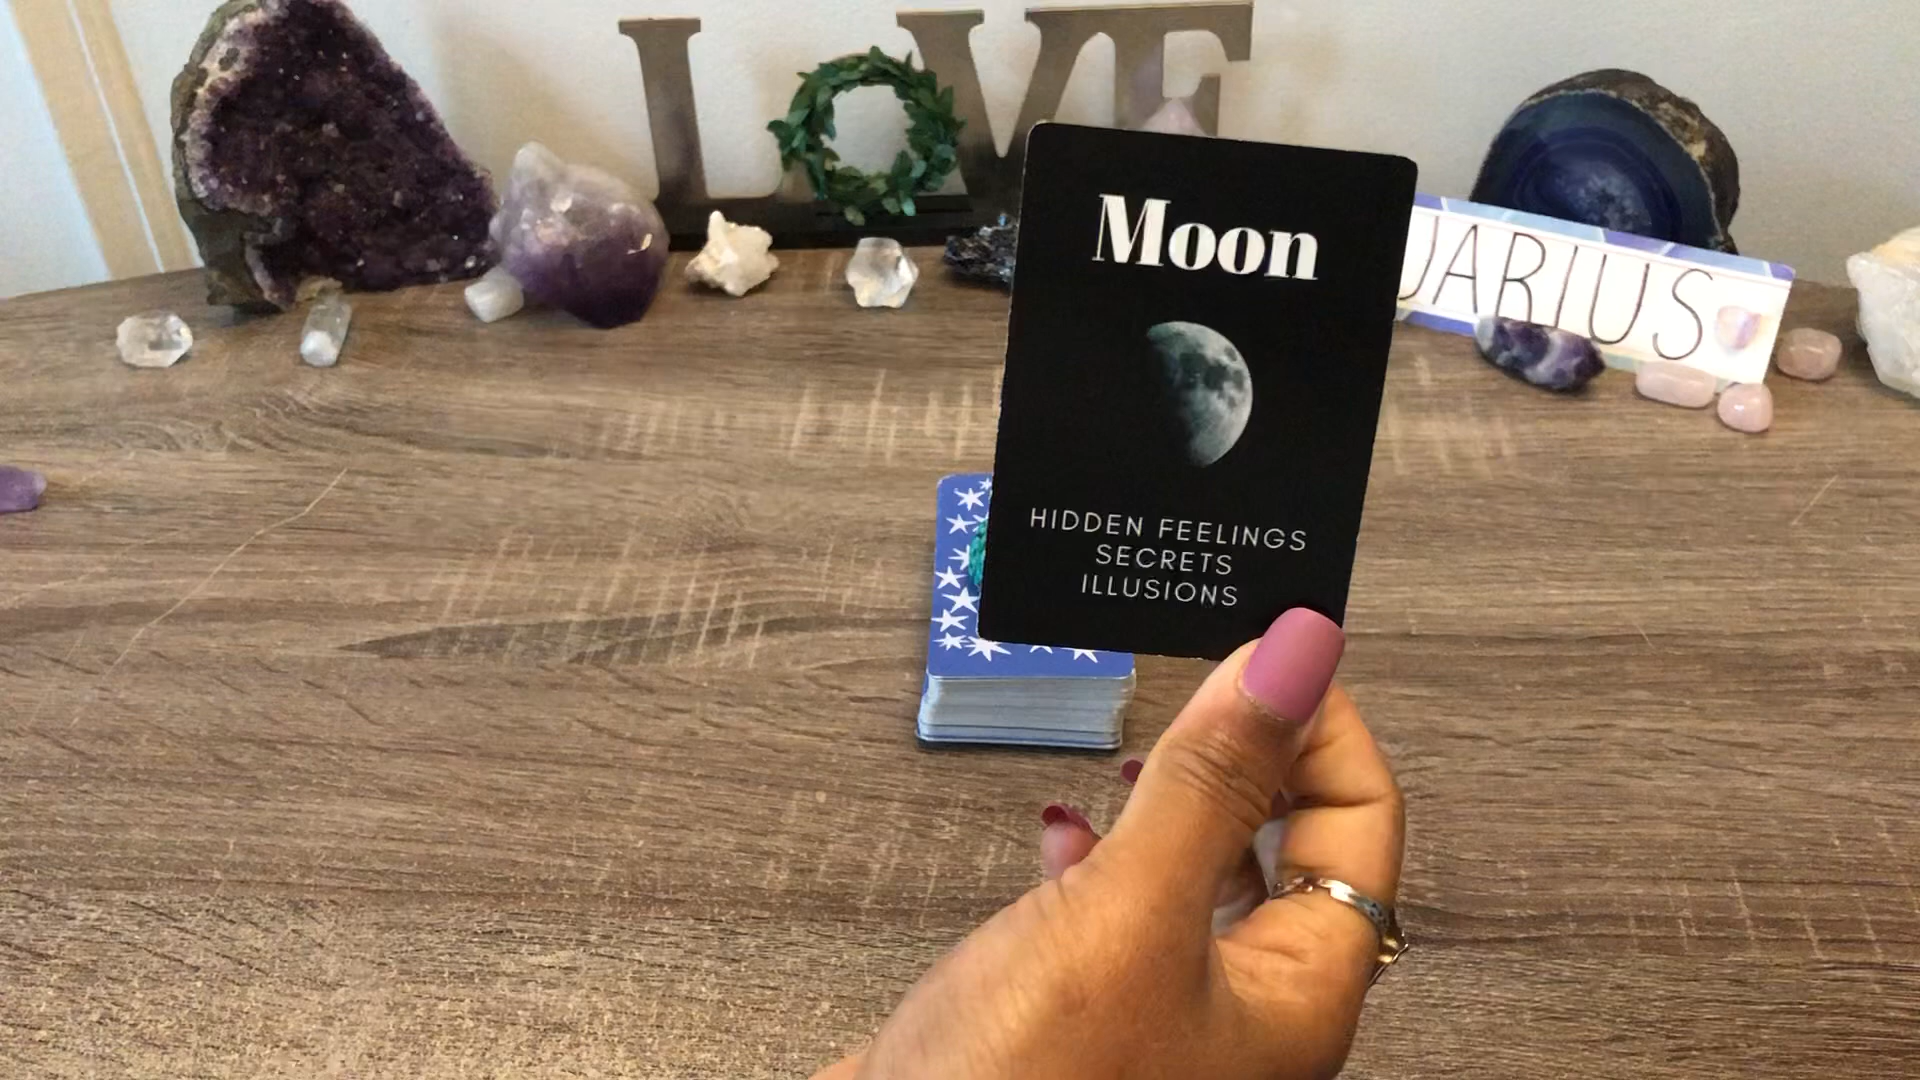 LOVE
Moon
UARIUS
HIDDEN FEELINGS
SECRETS
ILLUSIONS